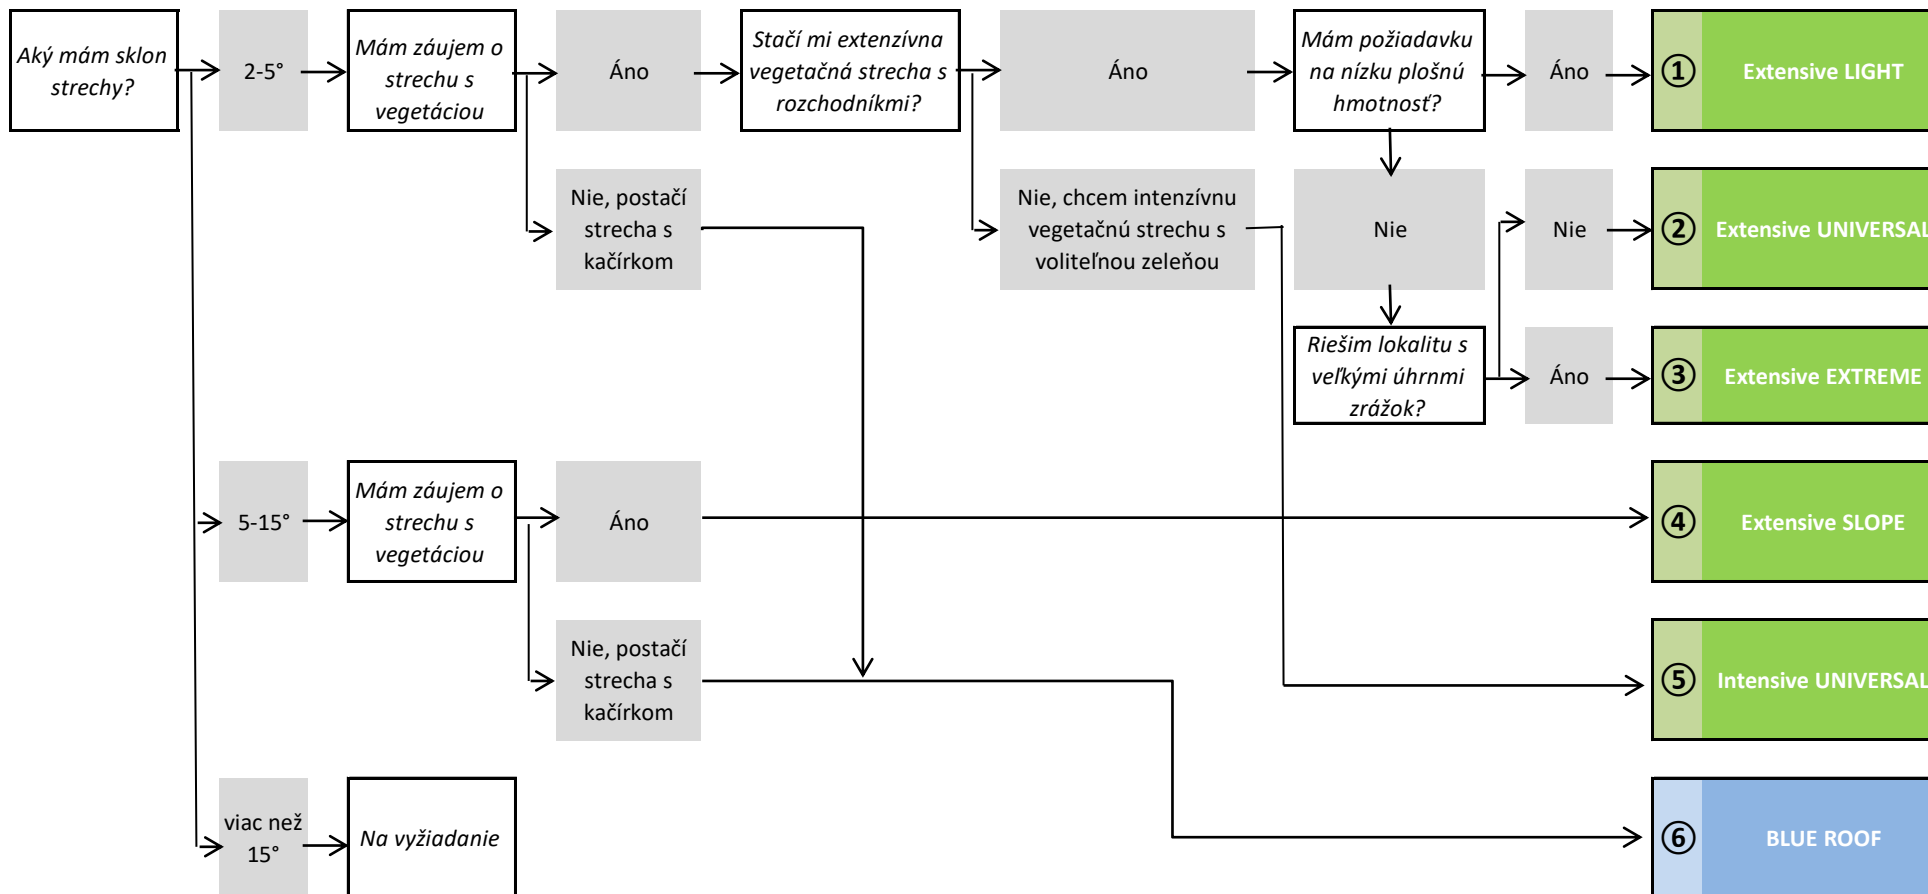 Aký mám sklon
strechy?
2-5°
Mám záujem o
strechu s
vegetáciou
Áno
Stačí mi extenzívna
vegetačná strecha s
rozchodníkmi?
Áno
Mám požiadavku
na nízku plošnú
hmotnosť?
Áno
① Extensive LIGHT
Nie, postačí
strecha s
kačírkom
Nie, chcem intenzívnu
vegetačnú strechu s
voliteľnou zeleňou
Nie
Nie
② Extensive UNIVERSAL
Riešim lokalitu s
veľkými úhrnmi
zrážok?
Áno
③ Extensive EXTREME
5-15°
Mám záujem o
strechu s
vegetáciou
Áno
④ Extensive SLOPE
Nie, postačí
strecha s
kačírkom
⑤ Intensive UNIVERSAL
viac než
15°
Na vyžiadanie
⑥ BLUE ROOF